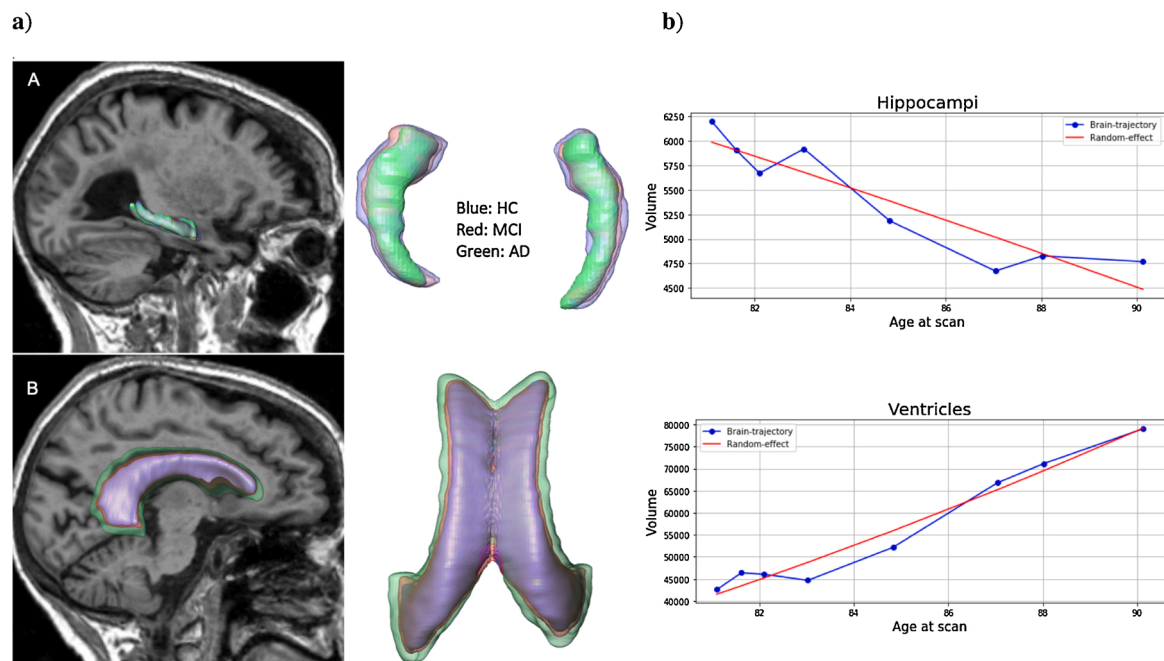 a)
b)
A
Blue: HC
Red: MCI
Green: AD
B
Hippocampi
Brain-trajectory
Random-effect
Volume
6250
6000
5750
5500
5250
5000
4750
4500
82
84
86
88
90
Age at scan
Ventricles
Brain-trajectory
Random-effect
Volume
80000
75000
70000
65000
60000
55000
50000
45000
40000
82
84
86
88
90
Age at scan